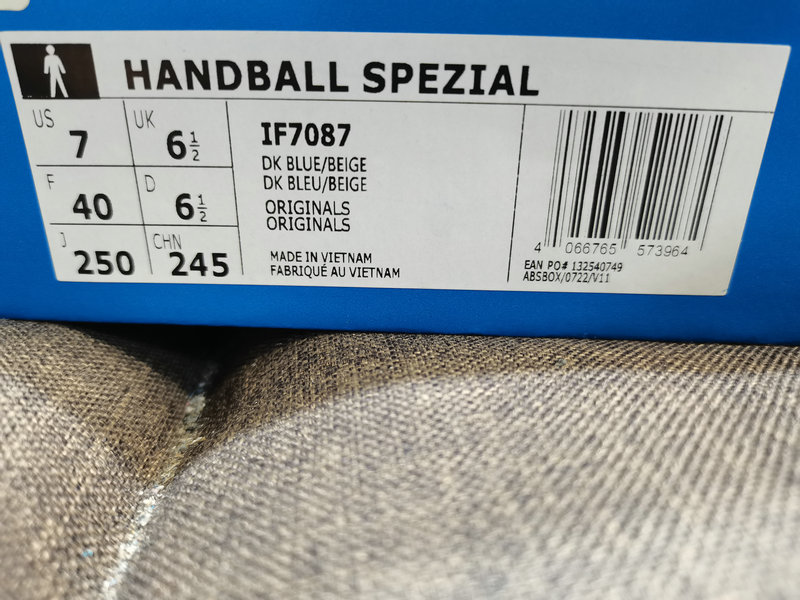 HANDBALL SPEZIAL
US 7 UK 6 1/2
F 40 D 6 1/2
J 250 CHN 245
IF7087
DK BLUE/BEIGE
DK BLEU/BEIGE
ORIGINALS
ORIGINALS
MADE IN VIETNAM
FABRIQUÉ AU VIETNAM
4 066765 573964
EAN PO# 132540749
ABSBOX/0722/V11